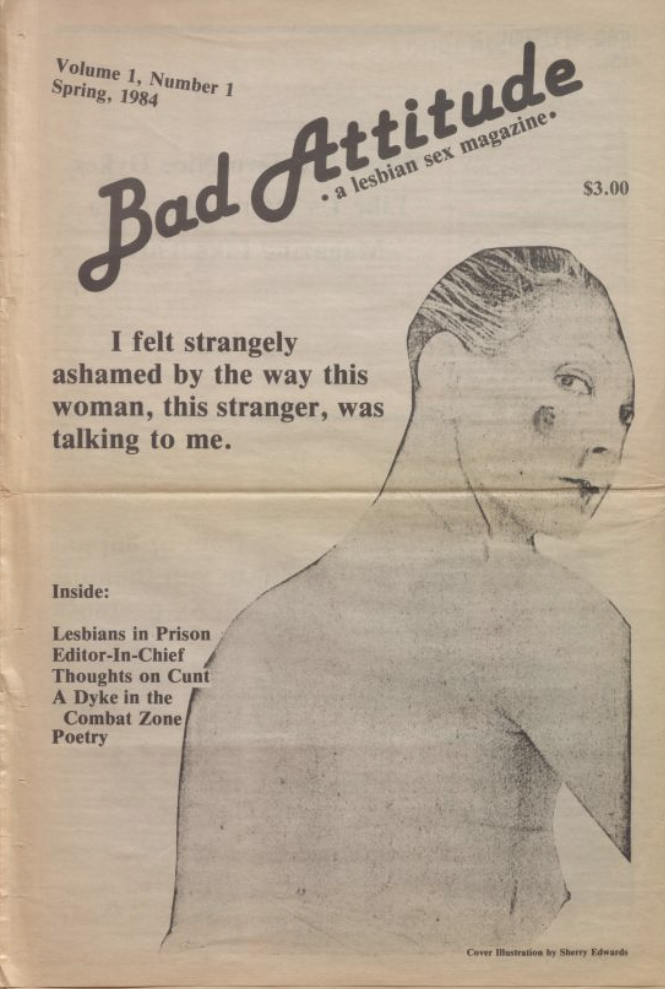 Volume 1, Number 1
Spring, 1984
Bad Attitude
• a lesbian sex magazine •
$3.00
I felt strangely
ashamed by the way this
woman, this stranger, was
talking to me.
Inside:
Lesbians in Prison
Editor-In-Chief
Thoughts on Cunt
A Dyke in the
Combat Zone
Poetry
Cover Illustration by Sherry Edwards